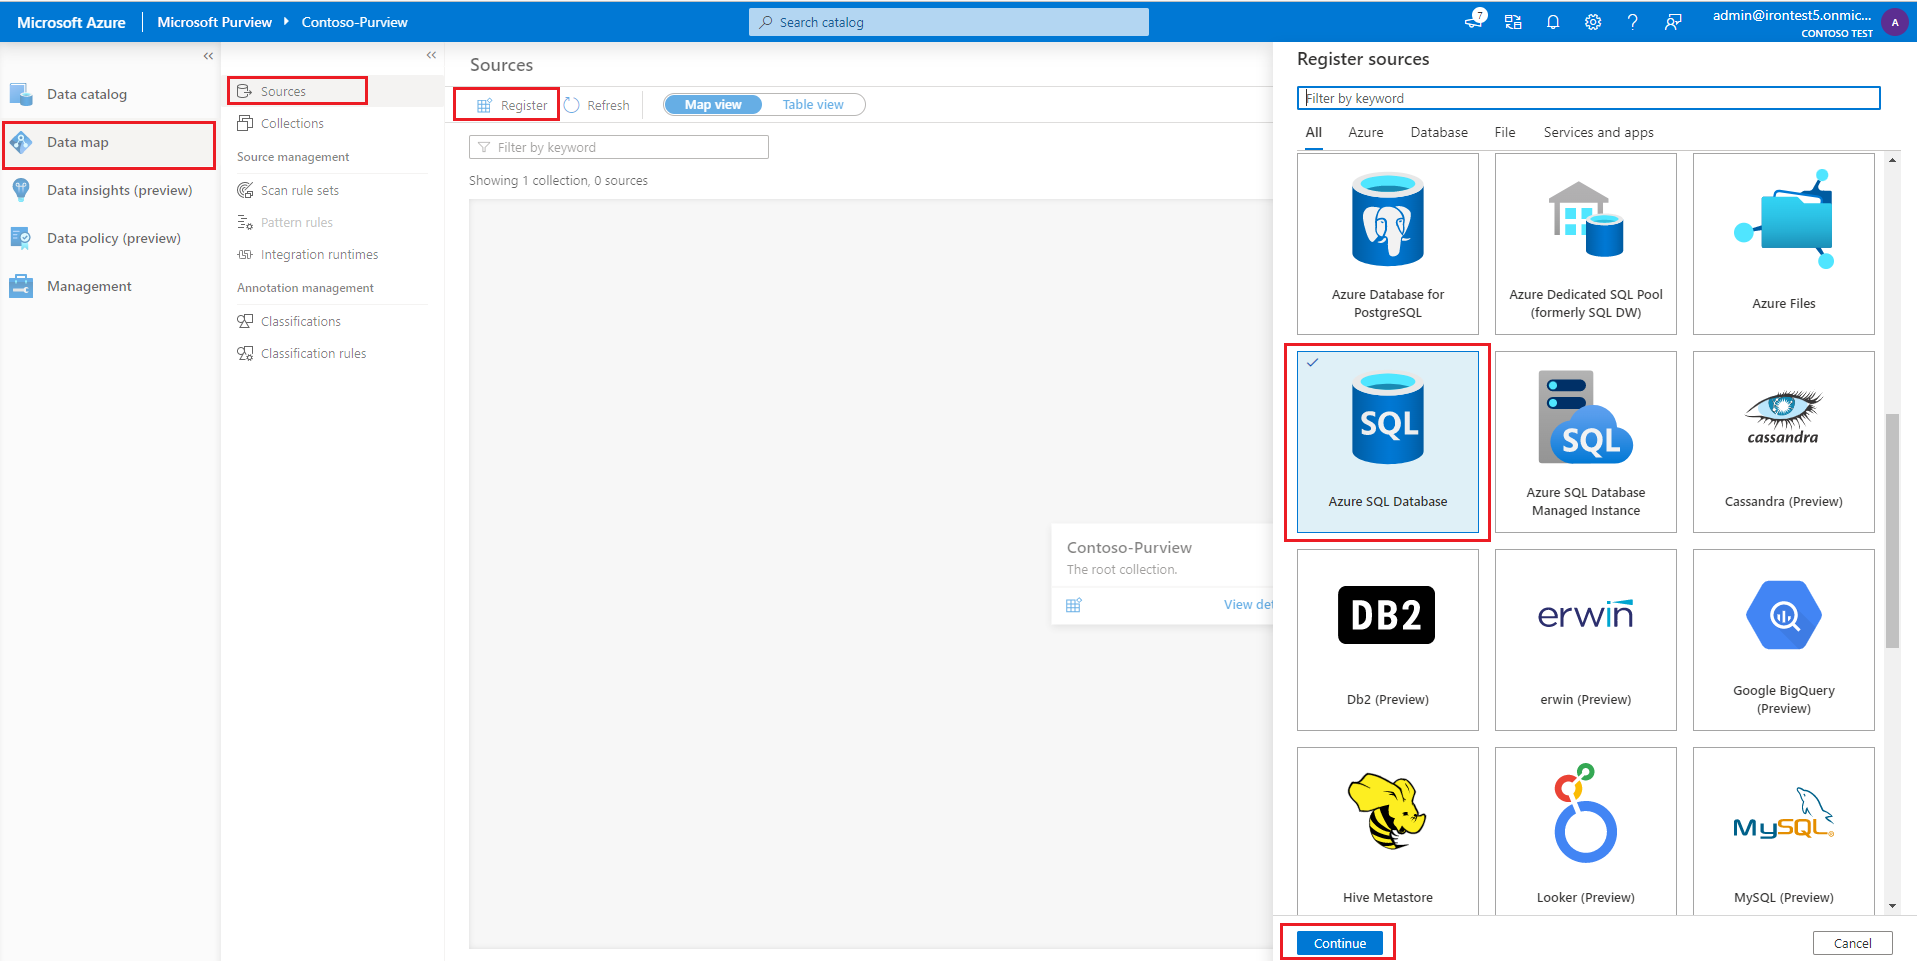 Microsoft Azure
Microsoft Purview
Contoso-Purview
Search catalog
7
admin@irontest5.onmic...
CONTOSO TEST
A
Data catalog
Data map
Data insights (preview)
Data policy (preview)
Management
Sources
Collections
Source management
Scan rule sets
Pattern rules
Integration runtimes
Annotation management
Classifications
Classification rules
Sources
Register
Refresh
Map view
Table view
Filter by keyword
Showing 1 collection, 0 sources
Contoso-Purview
The root collection.
View det
Register sources
Filter by keyword
All
Azure
Database
File
Services and apps
Azure Database for
PostgreSQL
Azure Dedicated SQL Pool
(formerly SQL DW)
Azure Files
SQL
Azure SQL Database
SQL
Azure SQL Database
Managed Instance
cassandra
Cassandra (Preview)
DB2
Db2 (Preview)
erwin
erwin (Preview)
Google BigQuery
(Preview)
Hive Metastore
Looker (Preview)
MySQL
MySQL (Preview)
Continue
Cancel